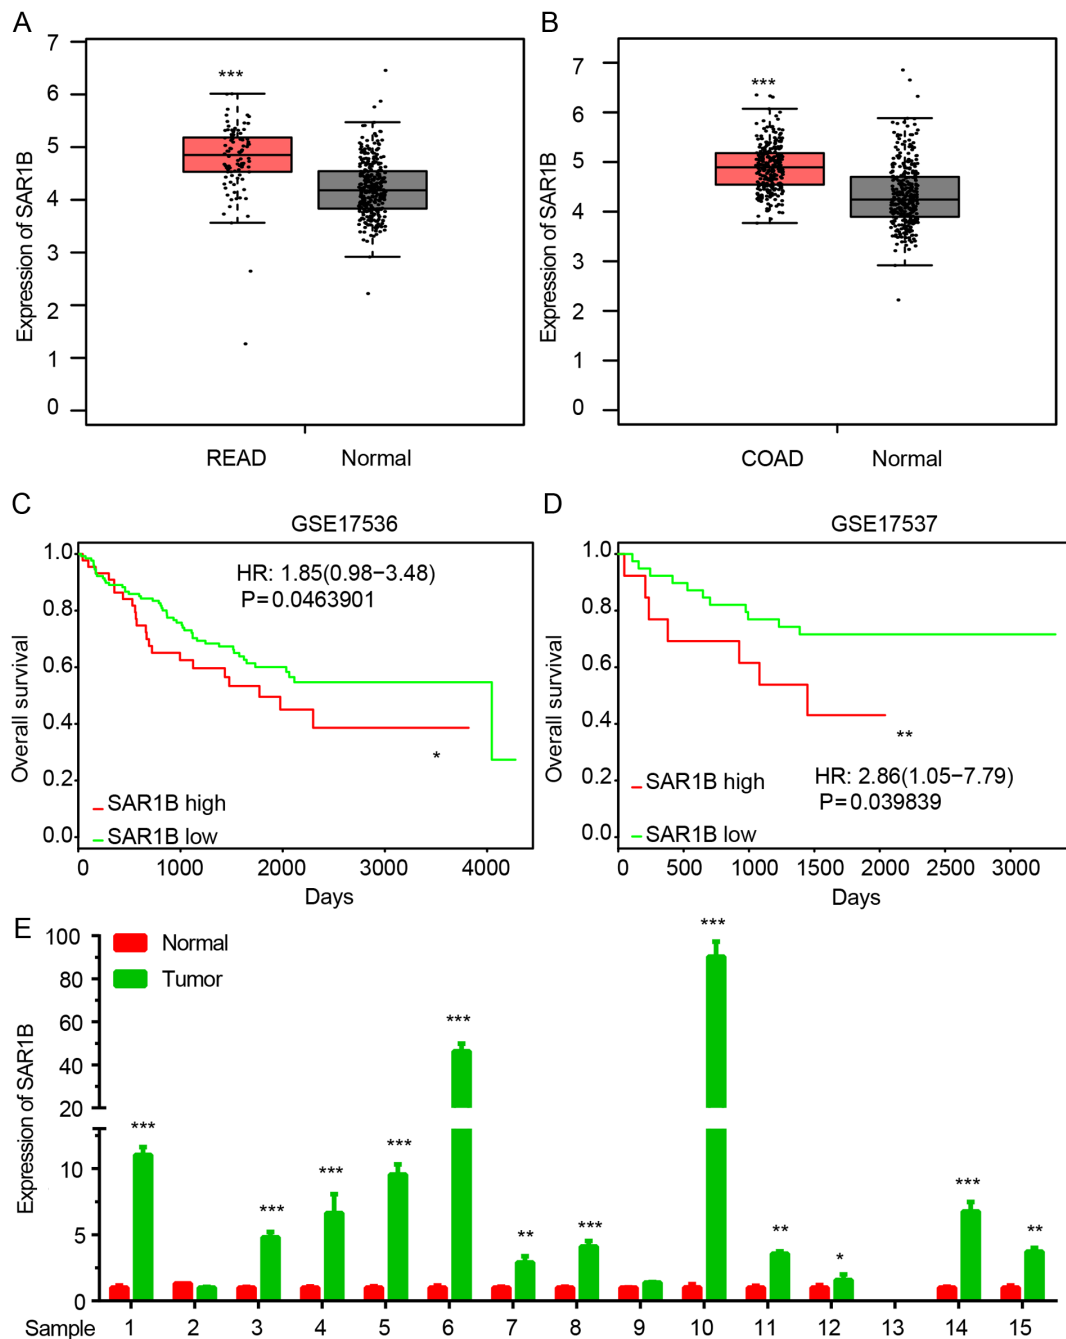 A
7
6
5
4
3
2
1
0
Expression of SAR1B
***
READ Normal
B
7
6
5
4
3
2
1
0
Expression of SAR1B
***
COAD Normal
C
GSE17536
1.0
0.8
0.6
0.4
0.2
0.0
Overall survival
HR: 1.85(0.98−3.48)
P=0.0463901
*
SAR1B high
SAR1B low
0 1000 2000 3000 4000
Days
D
GSE17537
1.0
0.8
0.6
0.4
0.2
0.0
Overall survival
**
HR: 2.86(1.05−7.79)
P=0.039839
SAR1B high
SAR1B low
0 500 1000 1500 2000 2500 3000
Days
E
100
80
60
40
20
10
5
0
Expression of SAR1B
Normal
Tumor
*** *** *** *** *** ** *** *** ** * *** **
Sample 1 2 3 4 5 6 7 8 9 10 11 12 13 14 15